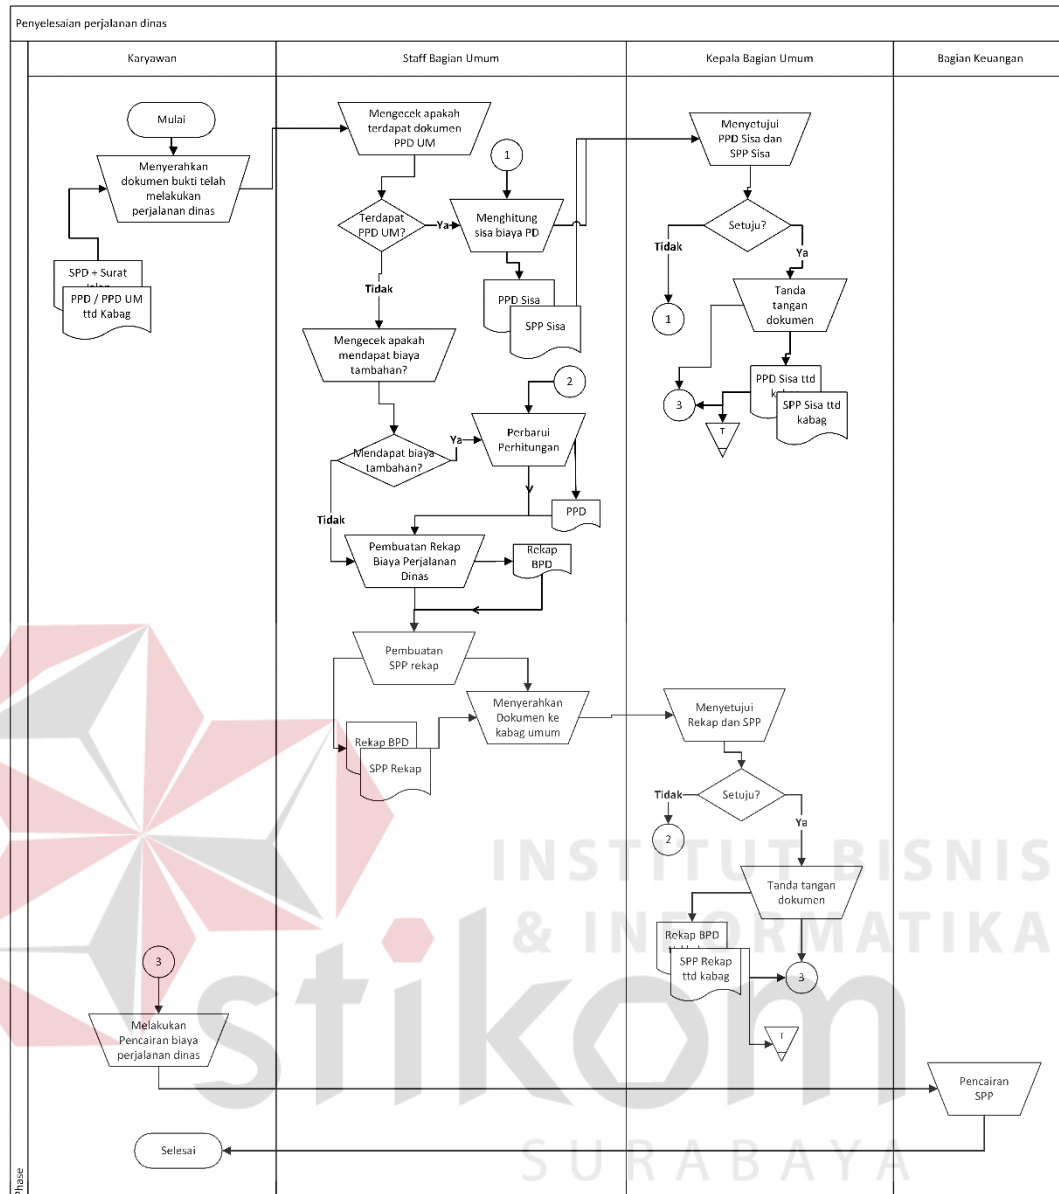 Penyelesaian perjalanan dinas
Karyawan
Staff Bagian Umum
Kepala Bagian Umum
Bagian Keuangan
Mulai
Menyerahkan
dokumen bukti telah
melakukan
perjalanan dinas
SPD + Surat
PPD / PPD UM
ttd Kabag
Mengecek apakah
terdapat dokumen
PPD UM
1
Terdapat
PPD UM?
Ya
Menghitung
sisa biaya PD
Tidak
PPD Sisa
SPP Sisa
Mengecek apakah
mendapat biaya
tambahan?
2
Mendapat biaya
tambahan?
Ya
Perbarui
Perhitungan
Tidak
PPD
Pembuatan Rekap
Biaya Perjalanan
Dinas
Rekap
BPD
Pembuatan
SPP rekap
Menyerahkan
Dokumen ke
kabag umum
Rekap BPD
SPP Rekap
Menyetujui
PPD Sisa dan
SPP Sisa
Setuju?
Tidak
Ya
1
Tanda
tangan
dokumen
3
PPD Sisa ttd
SPP Sisa ttd
kabag
T
Menyetujui
Rekap dan SPP
Setuju?
Tidak
Ya
2
Tanda tangan
dokumen
Rekap BPD
SPP Rekap
ttd kabag
3
T
3
Melakukan
Pencairan biaya
perjalanan dinas
Pencairan
SPP
Selesai
Phase
INSTITUT BISNIS
& INFORMATIKA
stikom
SURABAYA